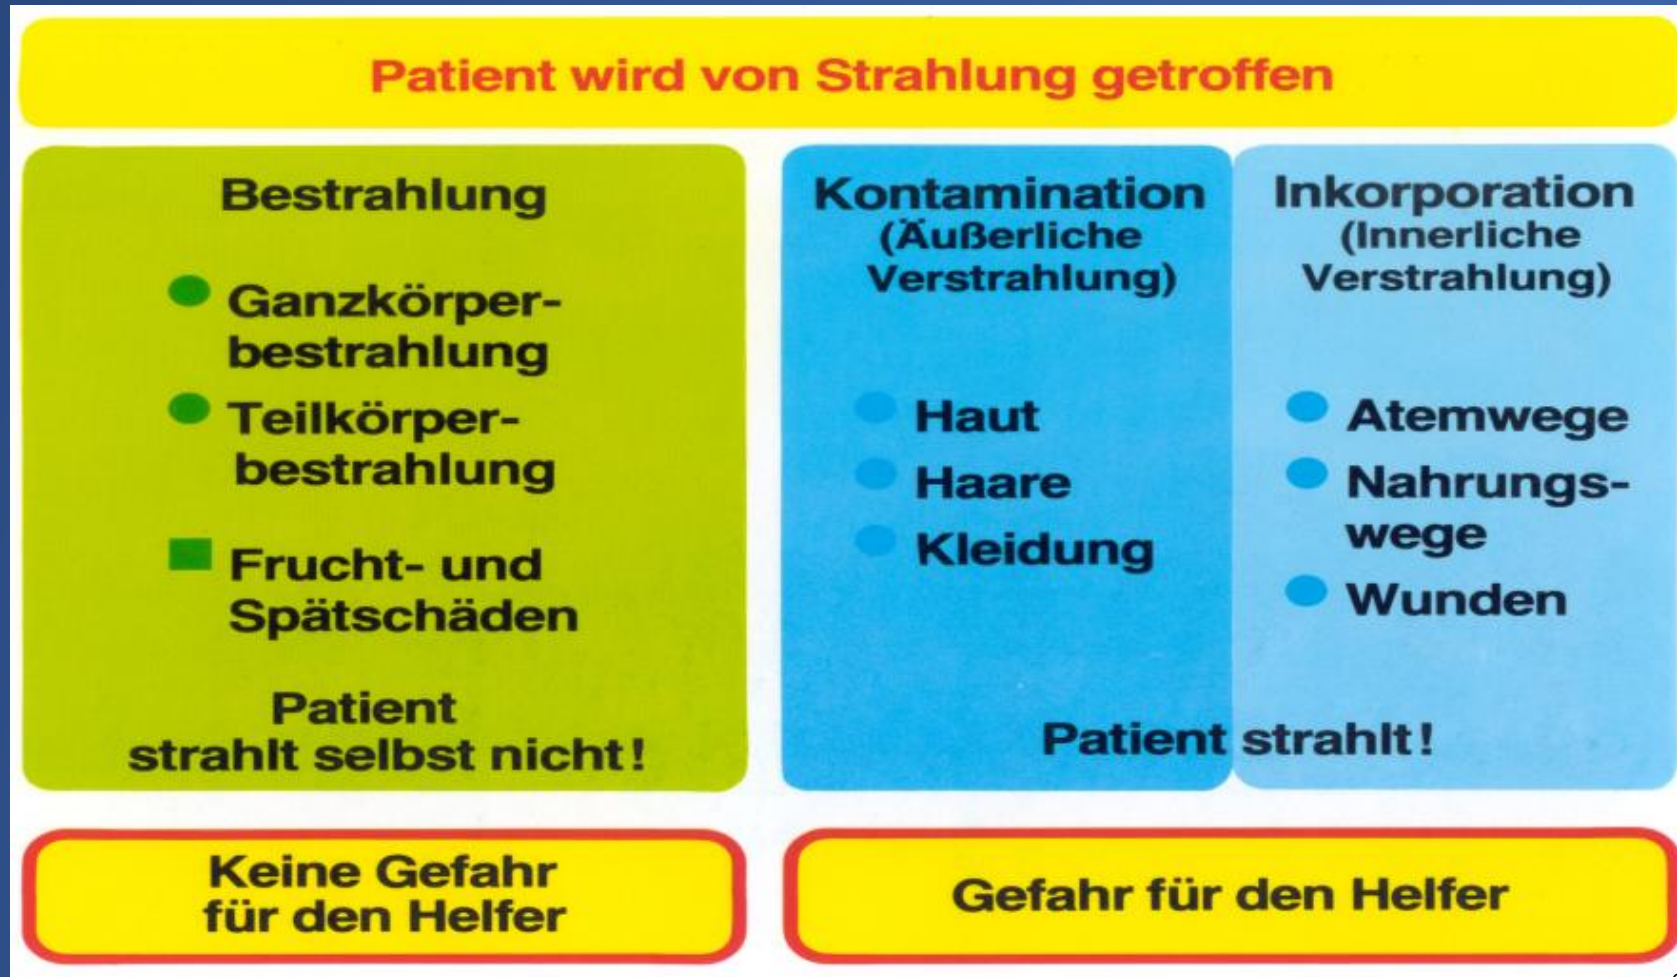 Patient wird von Strahlung getroffen
Bestrahlung
Ganzkörper-
bestrahlung
Teilkörper-
bestrahlung
Frucht- und
Spätschäden
Patient
strahlt selbst nicht!
Kontamination
(Äußerliche
Verstrahlung)
Haut
Haare
Kleidung
Inkorporation
(Innerliche
Verstrahlung)
Atemwege
Nahrungs-
wege
Wunden
Patient strahlt!
Keine Gefahr
für den Helfer
Gefahr für den Helfer